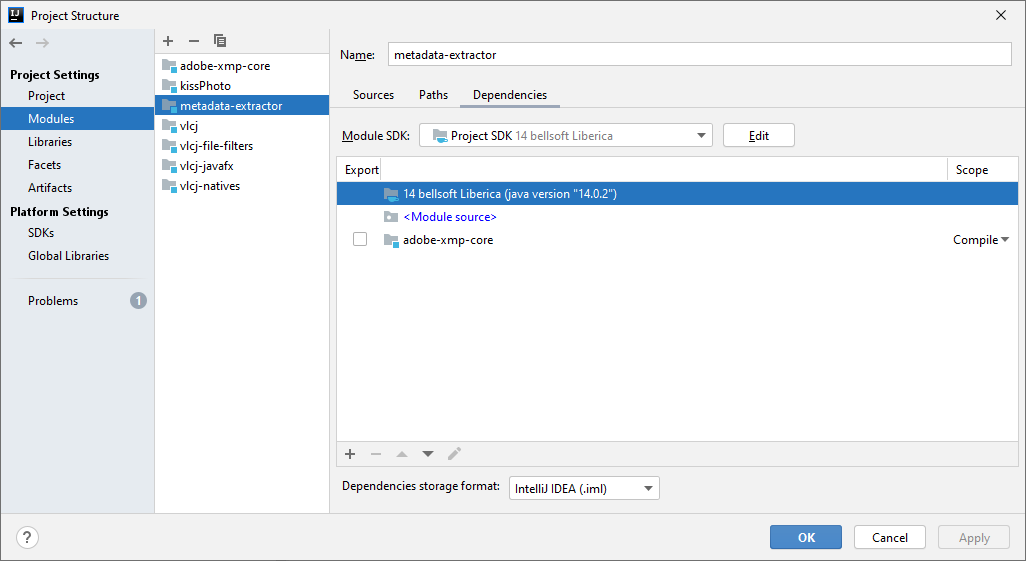 IJ Project Structure
Project Settings
Project
Modules
Libraries
Facets
Artifacts
Platform Settings
SDKs
Global Libraries
Problems 1
adobe-xmp-core
kissPhoto
metadata-extractor
vlcj
vlcj-file-filters
vlcj-javafx
vlcj-natives
Name: metadata-extractor
Sources Paths Dependencies
Module SDK: Project SDK 14 bellsoft Liberica Edit
Export Scope
14 bellsoft Liberica (java version "14.0.2")
<Module source>
adobe-xmp-core Compile
Dependencies storage format: IntelliJ IDEA (.iml)
? OK Cancel Apply